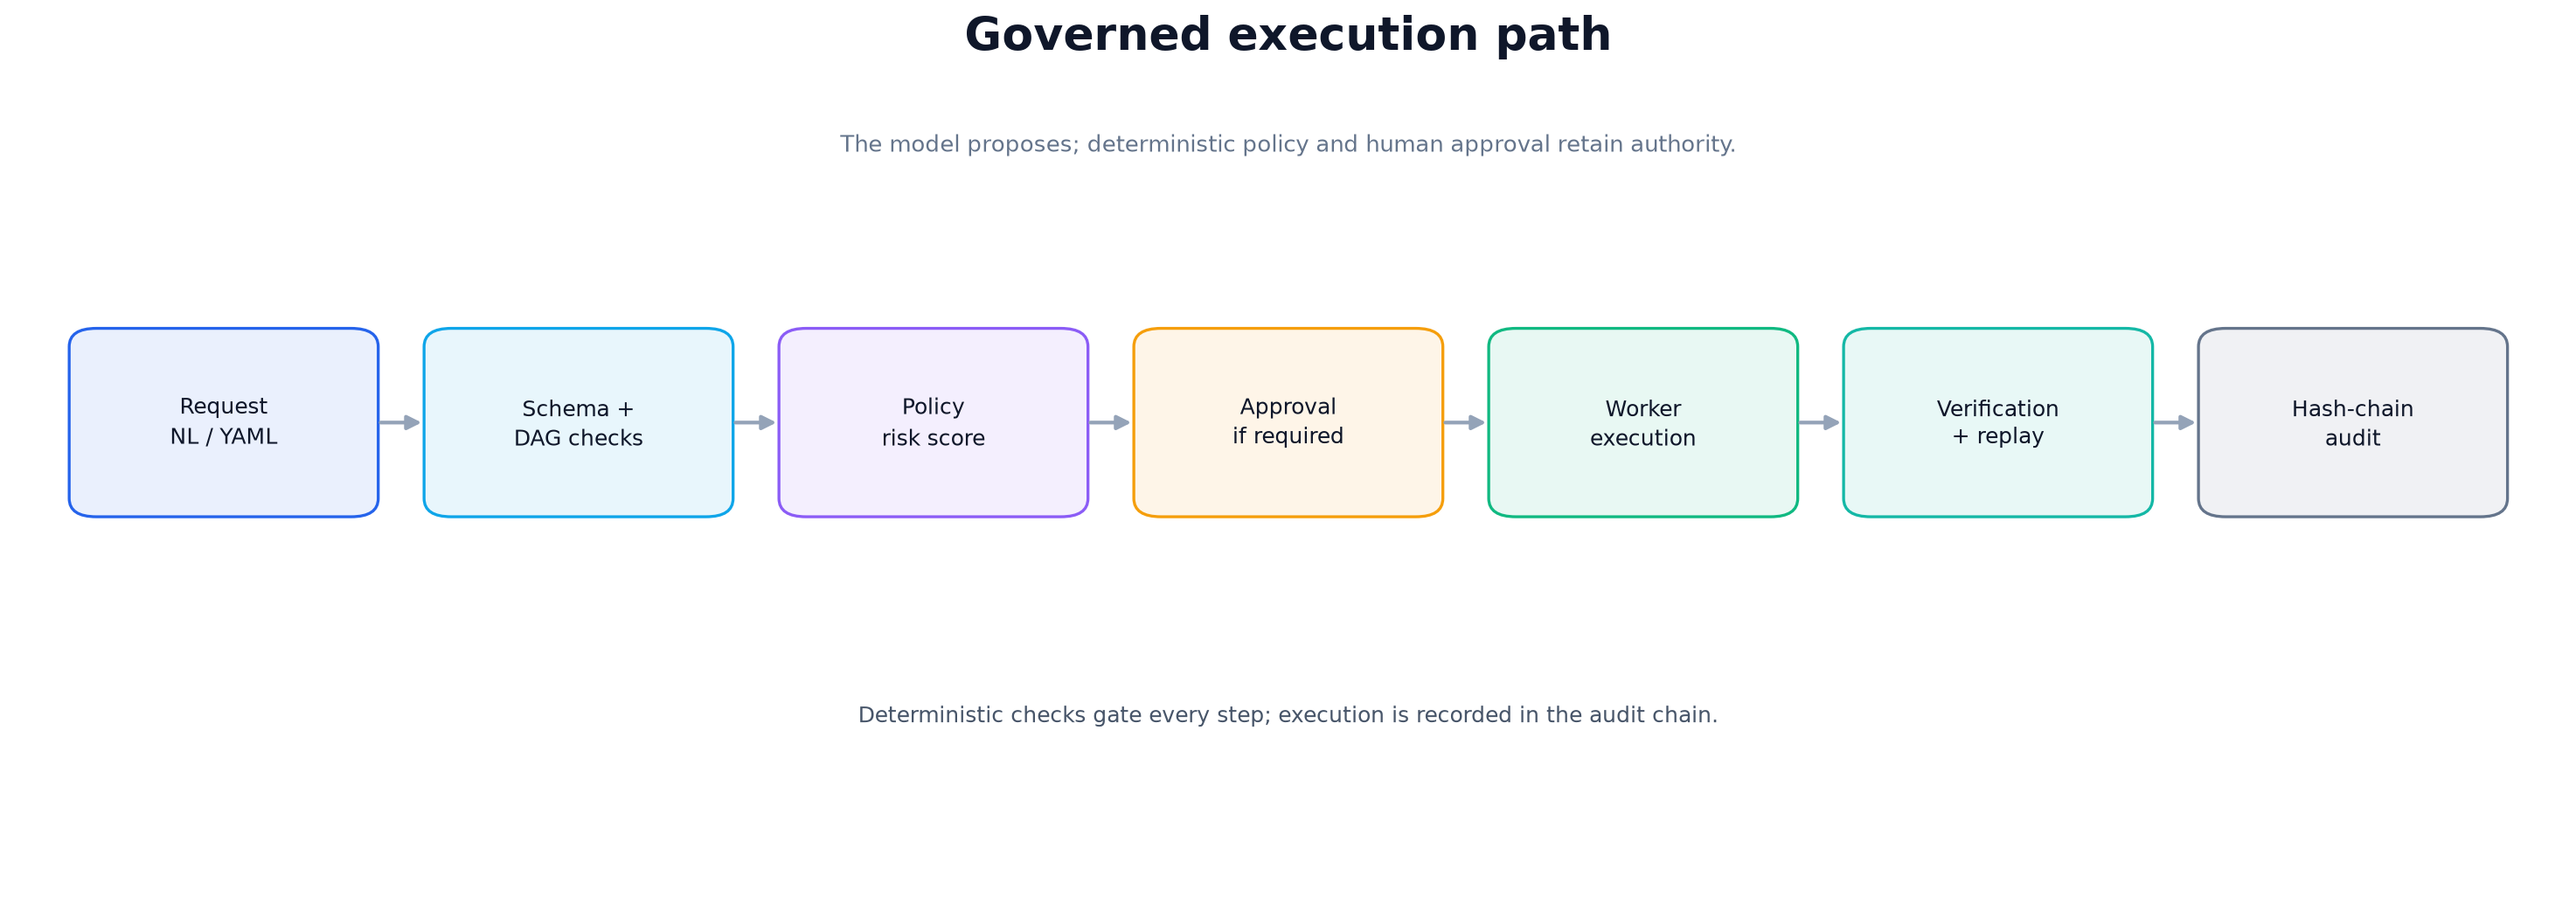 Governed execution path
The model proposes; deterministic policy and human approval retain authority.
Request
NL / YAML
Schema +
DAG checks
Policy
risk score
Approval
if required
Worker
execution
Verification
+ replay
Hash-chain
audit
Deterministic checks gate every step; execution is recorded in the audit chain.